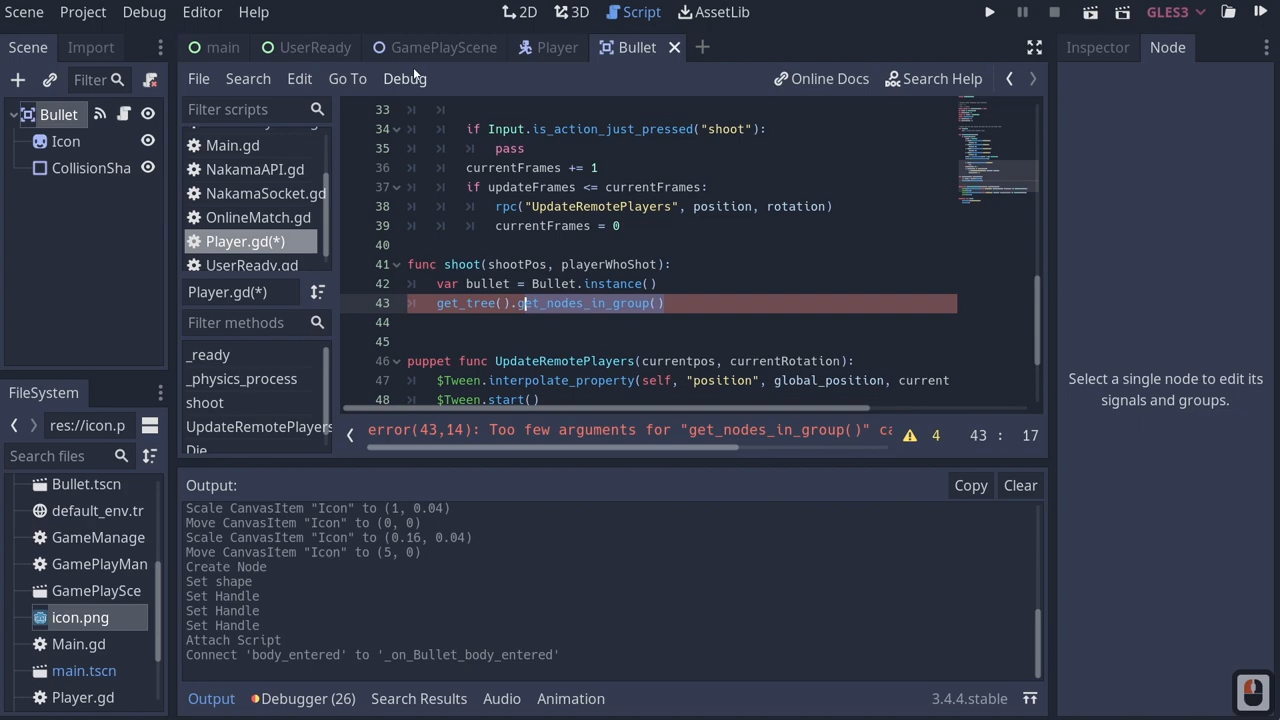 Scene Project Debug Editor Help 2D 3D Script AssetLib GLES3
Scene Import main UserReady GamePlayScene Player Bullet Inspector Node
Filter File Search Edit Go To Debug Online Docs Search Help
Bullet
Icon
CollisionSha
Filter scripts
Main.gd
NakamaAPI.gd
NakamaSocket.gd
OnlineMatch.gd
Player.gd(*)
UserReady.gd
Player.gd(*)
Filter methods
_ready
_physics_process
shoot
UpdateRemotePlayers
Die
33
34 if Input.is_action_just_pressed("shoot"):
35 pass
36 currentFrames += 1
37 if updateFrames <= currentFrames:
38 rpc("UpdateRemotePlayers", position, rotation)
39 currentFrames = 0
40
41 func shoot(shootPos, playerWhoShot):
42 var bullet = Bullet.instance()
43 get_tree().get_nodes_in_group()
44
45
46 puppet func UpdateRemotePlayers(currentpos, currentRotation):
47 $Tween.interpolate_property(self, "position", global_position, current
48 $Tween.start()
error(43,14): Too few arguments for "get_nodes_in_group()" ca
4 43 : 17
Select a single node to edit its
signals and groups.
FileSystem
res://icon.p
Search files
Bullet.tscn
default_env.tr
GameManage
GamePlayMan
GamePlaySce
icon.png
Main.gd
main.tscn
Player.gd
Output: Copy Clear
Scale CanvasItem "Icon" to (1, 0.04)
Move CanvasItem "Icon" to (0, 0)
Scale CanvasItem "Icon" to (0.16, 0.04)
Move CanvasItem "Icon" to (5, 0)
Create Node
Set shape
Set Handle
Set Handle
Set Handle
Attach Script
Connect 'body_entered' to '_on_Bullet_body_entered'
Output Debugger (26) Search Results Audio Animation 3.4.4.stable